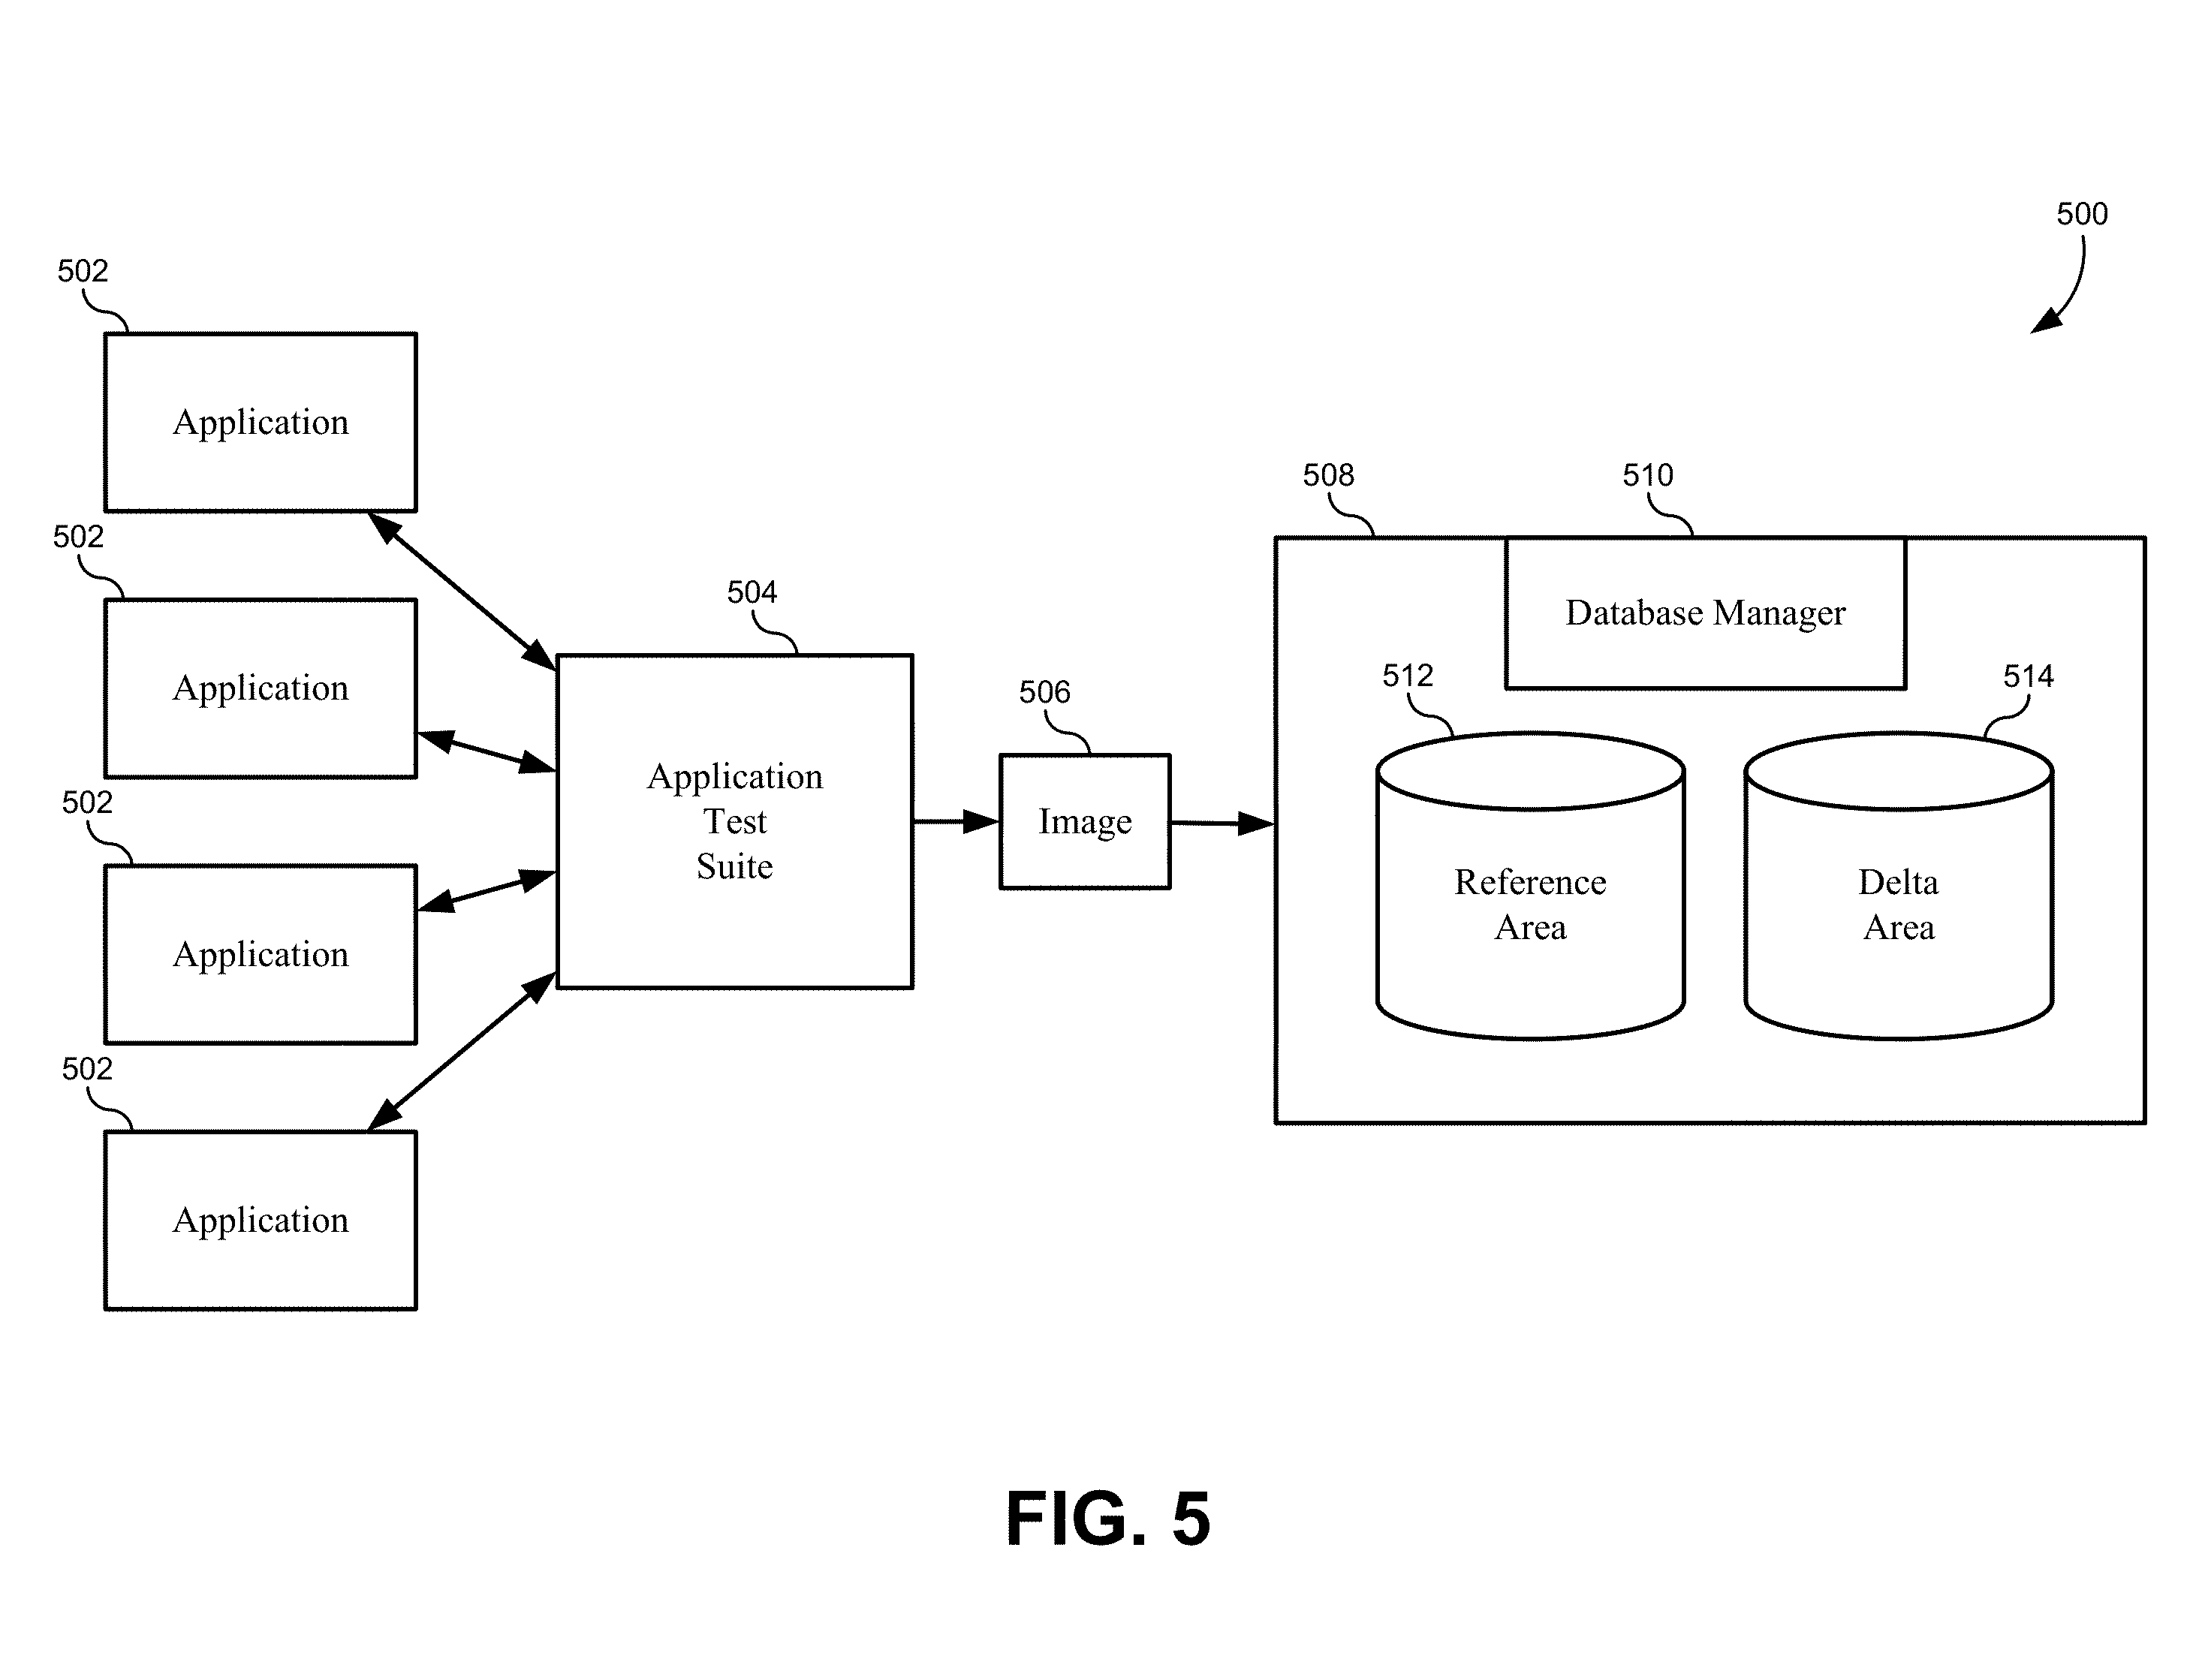 500
502
Application
502
Application
502
Application
502
Application
504
Application
Test
Suite
506
Image
508
510
Database Manager
512
Reference
Area
514
Delta
Area
FIG. 5